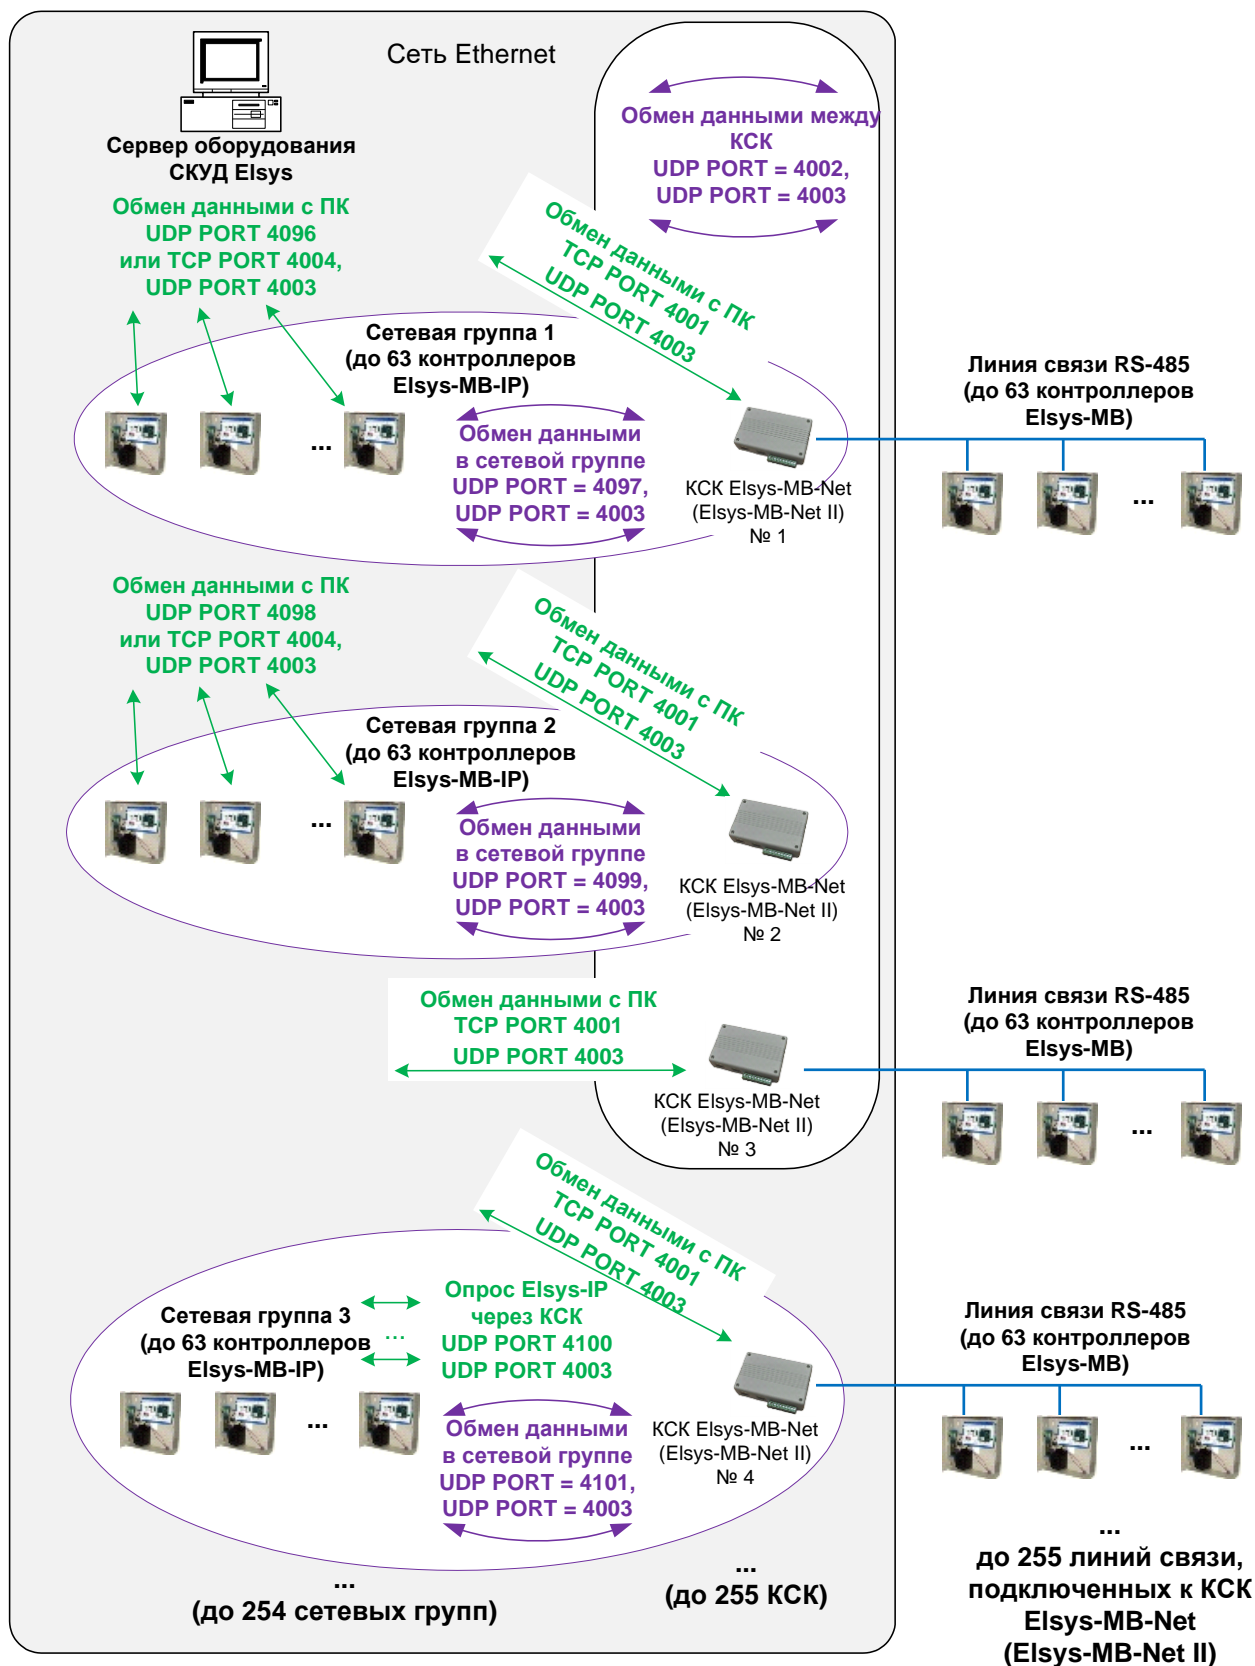 Сеть Ethernet
Сервер оборудования
СКУД Elsys
Обмен данными между
КСК
UDP PORT = 4002,
UDP PORT = 4003
Обмен данными с ПК
UDP PORT 4096
или TCP PORT 4004,
UDP PORT 4003
Обмен данными с ПК
TCP PORT 4001
UDP PORT 4003
Сетевая группа 1
(до 63 контроллеров
Elsys-MB-IP)
...
Обмен данными
в сетевой группе
UDP PORT = 4097,
UDP PORT = 4003
КСК Elsys-MB-Net
(Elsys-MB-Net II)
№ 1
Линия связи RS-485
(до 63 контроллеров
Elsys-MB)
...
Обмен данными с ПК
UDP PORT 4098
или TCP PORT 4004,
UDP PORT 4003
Обмен данными с ПК
TCP PORT 4001
UDP PORT 4003
Сетевая группа 2
(до 63 контроллеров
Elsys-MB-IP)
...
Обмен данными
в сетевой группе
UDP PORT = 4099,
UDP PORT = 4003
КСК Elsys-MB-Net
(Elsys-MB-Net II)
№ 2
Обмен данными с ПК
TCP PORT 4001
UDP PORT 4003
КСК Elsys-MB-Net
(Elsys-MB-Net II)
№ 3
Линия связи RS-485
(до 63 контроллеров
Elsys-MB)
...
Обмен данными с ПК
TCP PORT 4001
UDP PORT 4003
Сетевая группа 3
(до 63 контроллеров
Elsys-MB-IP)
...
...
Опрос Elsys-IP
через КСК
UDP PORT 4100
UDP PORT 4003
Обмен данными
в сетевой группе
UDP PORT = 4101,
UDP PORT = 4003
КСК Elsys-MB-Net
(Elsys-MB-Net II)
№ 4
Линия связи RS-485
(до 63 контроллеров
Elsys-MB)
...
...
(до 254 сетевых групп)
...
(до 255 КСК)
...
до 255 линий связи,
подключенных к КСК
Elsys-MB-Net
(Elsys-MB-Net II)